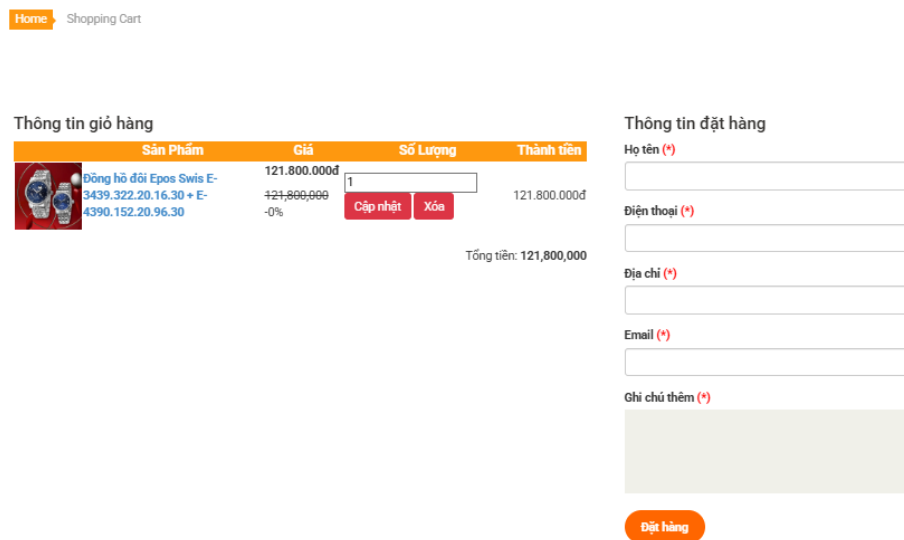 Home
Shopping Cart
Thông tin giỏ hàng
Sản Phẩm Giá Số Lượng Thành tiền
Đồng hồ đôi Epos Swis E-
3439.322.20.16.30 + E-
4390.152.20.96.30
121.800.000đ
121,800,000
-0%
1
Cập nhật Xóa
121.800.000đ
Tổng tiền: 121,800,000
Thông tin đặt hàng
Họ tên (*)
Điện thoại (*)
Địa chỉ (*)
Email (*)
Ghi chú thêm (*)
Đặt hàng